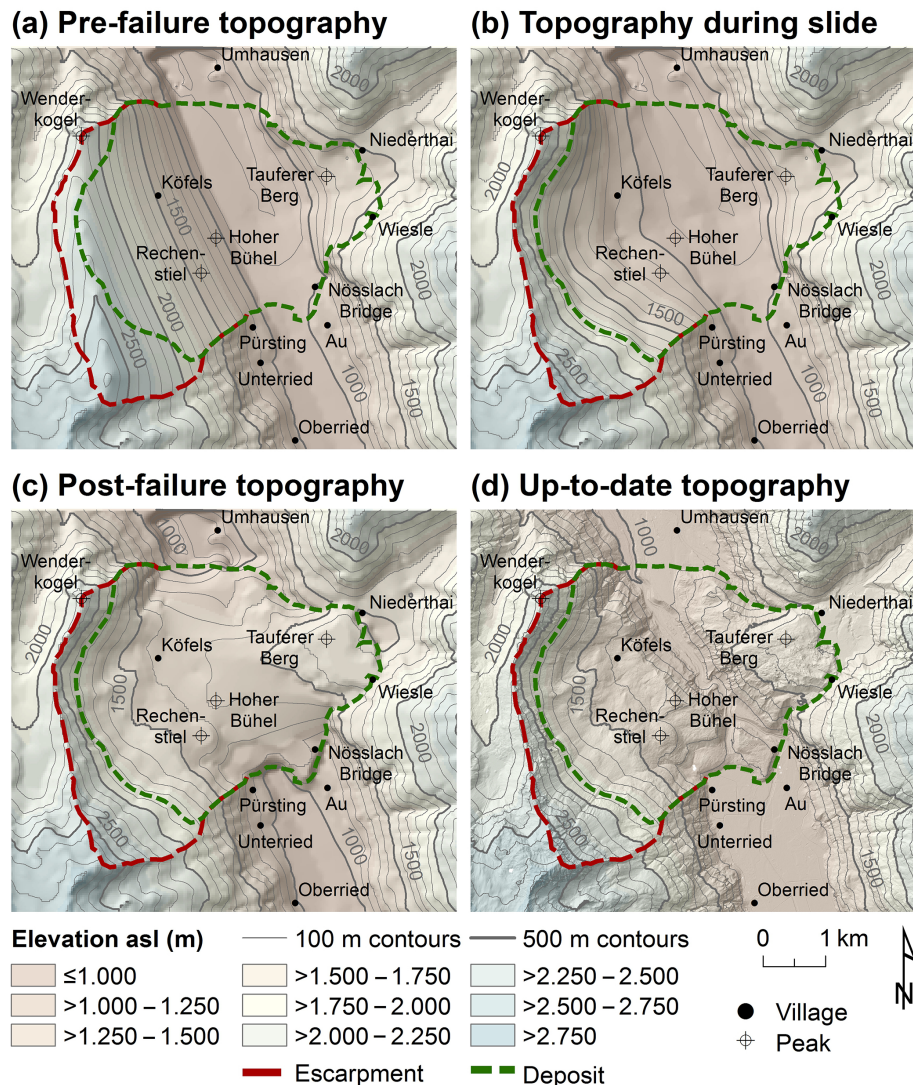 (a) Pre-failure topography
Umhausen
2000
Wender-
kogel
Niederthai
Köfels
Tauferer
Berg
1500
Wiesle
Hoher
Bühel
Rechen-
stiel
2000
2000
Nösslach
Bridge
2500
Pürsting
Au
Unterried
1000
1500
Oberried
(b) Topography during slide
Umhausen
2000
Wender-
kogel
Niederthai
2000
Köfels
Tauferer
Berg
Wiesle
Hoher
Bühel
Rechen-
stiel
2000
1500
Nösslach
Bridge
2500
Pürsting
Au
Unterried
1000
1500
Oberried
(c) Post-failure topography
1000
Umhausen
2000
Wender-
kogel
Niederthai
2000
Köfels
Tauferer
Berg
1500
Wiesle
Hoher
Bühel
Rechen-
stiel
2000
Nösslach
Bridge
2500
Pürsting
Au
Unterried
1000
1500
Oberried
(d) Up-to-date topography
1000
Umhausen
2000
Wender-
kogel
Niederthai
2000
Köfels
Tauferer
Berg
1500
Wiesle
Hoher
Bühel
Rechen-
stiel
2000
Nösslach
Bridge
2500
Pürsting
Au
Unterried
1500
Oberried
Elevation asl (m)
100 m contours
500 m contours
≤1.000
>1.000 – 1.250
>1.250 – 1.500
>1.500 – 1.750
>1.750 – 2.000
>2.000 – 2.250
>2.250 – 2.500
>2.500 – 2.750
>2.750
Escarpment
Deposit
0 1 km
Village
Peak
N